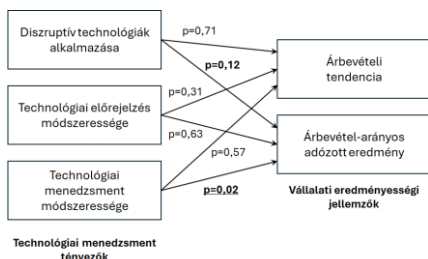 Diszruptív technológiák
alkalmazása
p=0,71
p=0,12
Árbevételi
tendencia
Technológiai előrejelzés
módszeressége
p=0,31
p=0,63
Árbevétel-arányos
adózott eredmény
Technológiai
menedzsment
módszeressége
p=0,57
p=0,02
Vállalati eredményességi
jellemzők
Technológiai menedzsment
tényezők